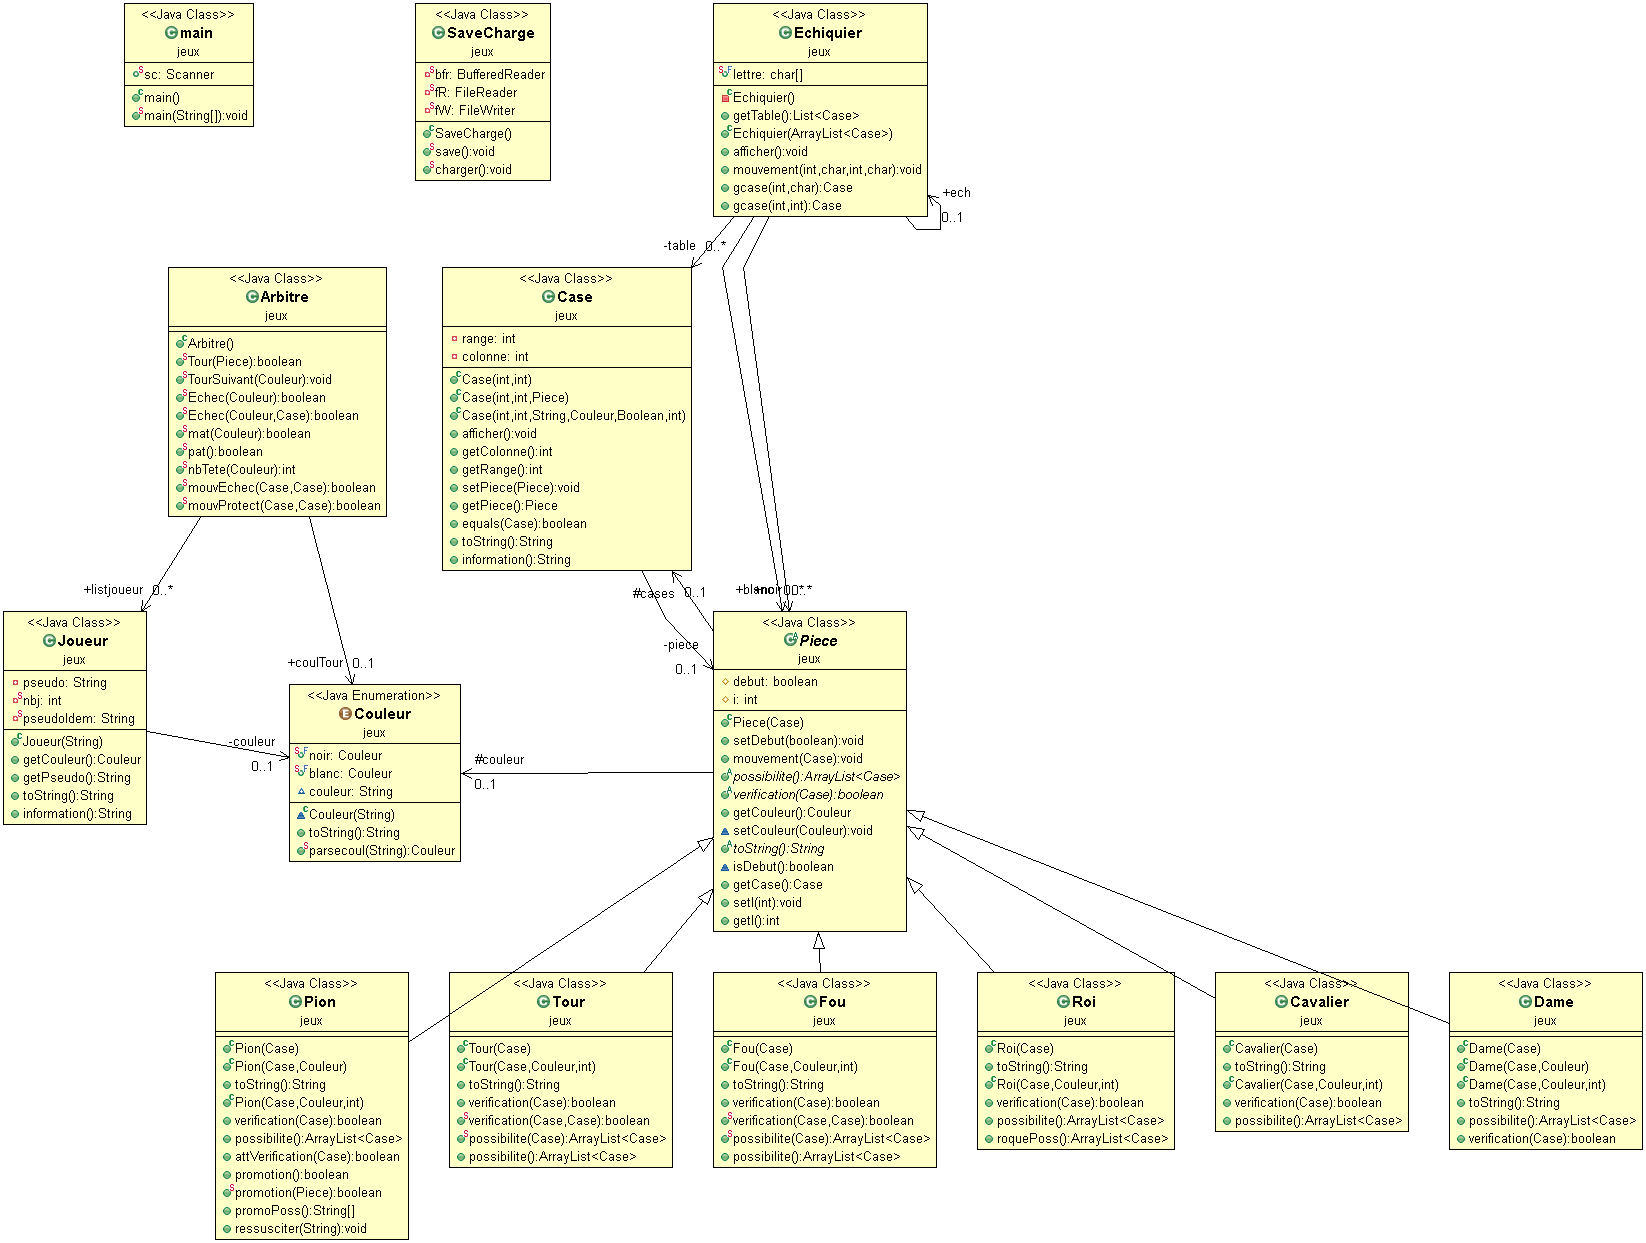 <<Java Class>>
main
jeux
sc: Scanner
main()
main(String[]):void
<<Java Class>>
SaveCharge
jeux
bfr: BufferedReader
fR: FileReader
fW: FileWriter
SaveCharge()
save():void
charger():void
<<Java Class>>
Echiquier
jeux
lettre: char[]
Echiquier()
getTable():List<Case>
Echiquier(ArrayList<Case>)
afficher():void
mouvement(int,char,int,char):void
gcase(int,char):Case
gcase(int,int):Case
+ech
0..1
-table 0..*
<<Java Class>>
Arbitre
jeux
Arbitre()
Tour(Piece):boolean
TourSuivant(Couleur):void
Echec(Couleur):boolean
Echec(Couleur,Case):boolean
mat(Couleur):boolean
pat():boolean
nbTete(Couleur):int
mouvEchec(Case,Case):boolean
mouvProtect(Case,Case):boolean
<<Java Class>>
Case
jeux
range: int
colonne: int
Case(int,int)
Case(int,int,Piece)
Case(int,int,String,Couleur,Boolean,int)
afficher():void
getColonne():int
getRange():int
setPiece(Piece):void
getPiece():Piece
equals(Case):boolean
toString():String
information():String
+listjoueur 0..*
#cases 0..1
-piece
0..1
+coulTour 0..1
<<Java Class>>
Joueur
jeux
pseudo: String
nbj: int
pseudoIdem: String
Joueur(String)
getCouleur():Couleur
getPseudo():String
toString():String
information():String
-couleur
0..1
<<Java Enumeration>>
Couleur
jeux
noir: Couleur
blanc: Couleur
couleur: String
Couleur(String)
toString():String
parsecoul(String):Couleur
#couleur
0..1
<<Java Class>>
Piece
jeux
debut: boolean
i: int
Piece(Case)
setDebut(boolean):void
mouvement(Case):void
possibilite():ArrayList<Case>
verification(Case):boolean
getCouleur():Couleur
setCouleur(Couleur):void
toString():String
isDebut():boolean
getCase():Case
setI(int):void
getI():int
<<Java Class>>
Pion
jeux
Pion(Case)
Pion(Case,Couleur)
toString():String
Pion(Case,Couleur,int)
verification(Case):boolean
possibilite():ArrayList<Case>
attVerification(Case):boolean
promotion():boolean
promotion(Piece):boolean
promoPoss():String[]
ressusciter(String):void
<<Java Class>>
Tour
jeux
Tour(Case)
Tour(Case,Couleur,int)
toString():String
verification(Case):boolean
verification(Case,Case):boolean
possibilite(Case):ArrayList<Case>
possibilite():ArrayList<Case>
<<Java Class>>
Fou
jeux
Fou(Case)
Fou(Case,Couleur,int)
toString():String
verification(Case):boolean
verification(Case,Case):boolean
possibilite(Case):ArrayList<Case>
possibilite():ArrayList<Case>
<<Java Class>>
Roi
jeux
Roi(Case)
toString():String
Roi(Case,Couleur,int)
verification(Case):boolean
possibilite():ArrayList<Case>
roquePoss():ArrayList<Case>
<<Java Class>>
Cavalier
jeux
Cavalier(Case)
toString():String
Cavalier(Case,Couleur,int)
verification(Case):boolean
possibilite():ArrayList<Case>
<<Java Class>>
Dame
jeux
Dame(Case)
Dame(Case,Couleur)
Dame(Case,Couleur,int)
toString():String
possibilite():ArrayList<Case>
verification(Case):boolean